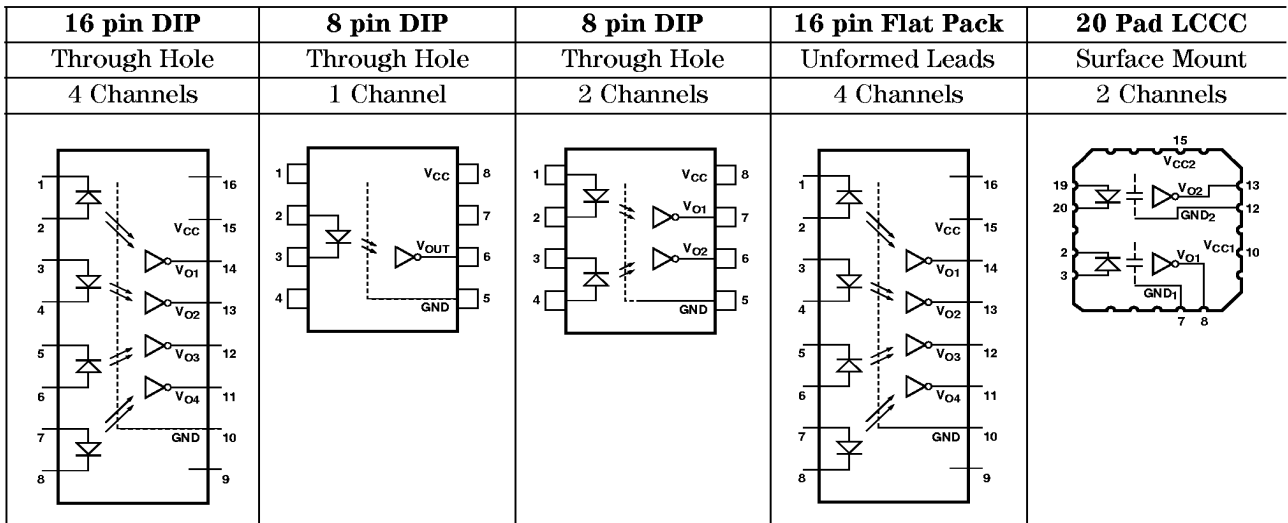 16 pin DIP 8 pin DIP 8 pin DIP 16 pin Flat Pack 20 Pad LCCC
Through Hole Through Hole Through Hole Unformed Leads Surface Mount
4 Channels 1 Channel 2 Channels 4 Channels 2 Channels
1 16
2 VCC 15
3 VO1 14
4 VO2 13
5 VO3 12
6 VO4 11
7 GND 10
8 9
1 VCC 8
2 7
3 VOUT 6
4 GND 5
1 VCC 8
2 VO1 7
3 VO2 6
4 GND 5
1 16
2 VCC 15
3 VO1 14
4 VO2 13
5 VO3 12
6 VO4 11
7 GND 10
8 9
15
VCC2
19 VO2 13
20 GND2 12
2 VO1 VCC1 10
3 GND1
7 8